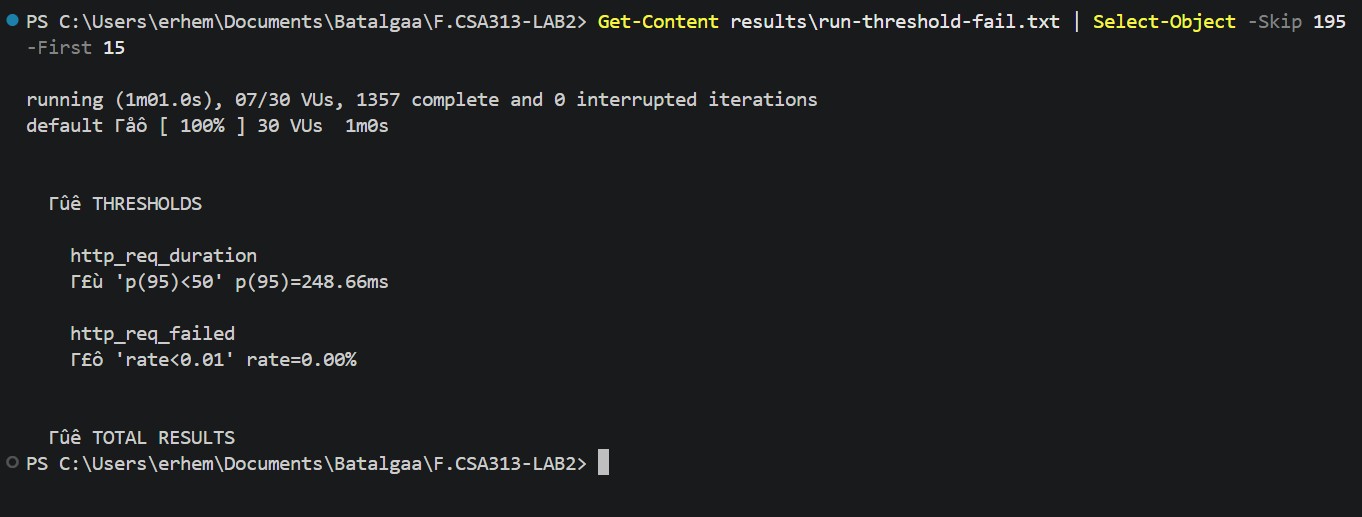 PS C:\Users\erhem\Documents\Batalgaa\F.CSA313-LAB2> Get-Content results\run-threshold-fail.txt | Select-Object -Skip 195
-First 15
running (1m01.0s), 07/30 VUs, 1357 complete and 0 interrupted iterations
default Γåô [ 100% ] 30 VUs  1m0s
Γûê THRESHOLDS
http_req_duration
Γ£ù 'p(95)<50' p(95)=248.66ms
http_req_failed
Γ£ô 'rate<0.01' rate=0.00%
Γûê TOTAL RESULTS
PS C:\Users\erhem\Documents\Batalgaa\F.CSA313-LAB2>